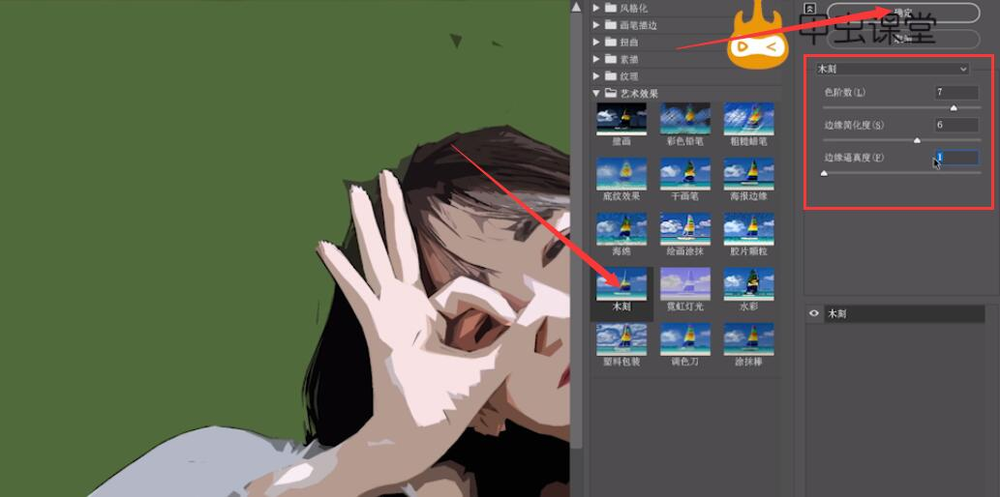 风格化
画笔描边
扭曲
素描
纹理
艺术效果
壁画
彩色铅笔
粗糙蜡笔
底纹效果
干画笔
海报边缘
海绵
绘画涂抹
胶片颗粒
木刻
霓虹灯光
水彩
塑料包装
调色刀
涂抹棒
确定
甲虫课堂
木刻
色阶数(L)
7
边缘简化度(S)
6
边缘逼真度(F)
1
木刻